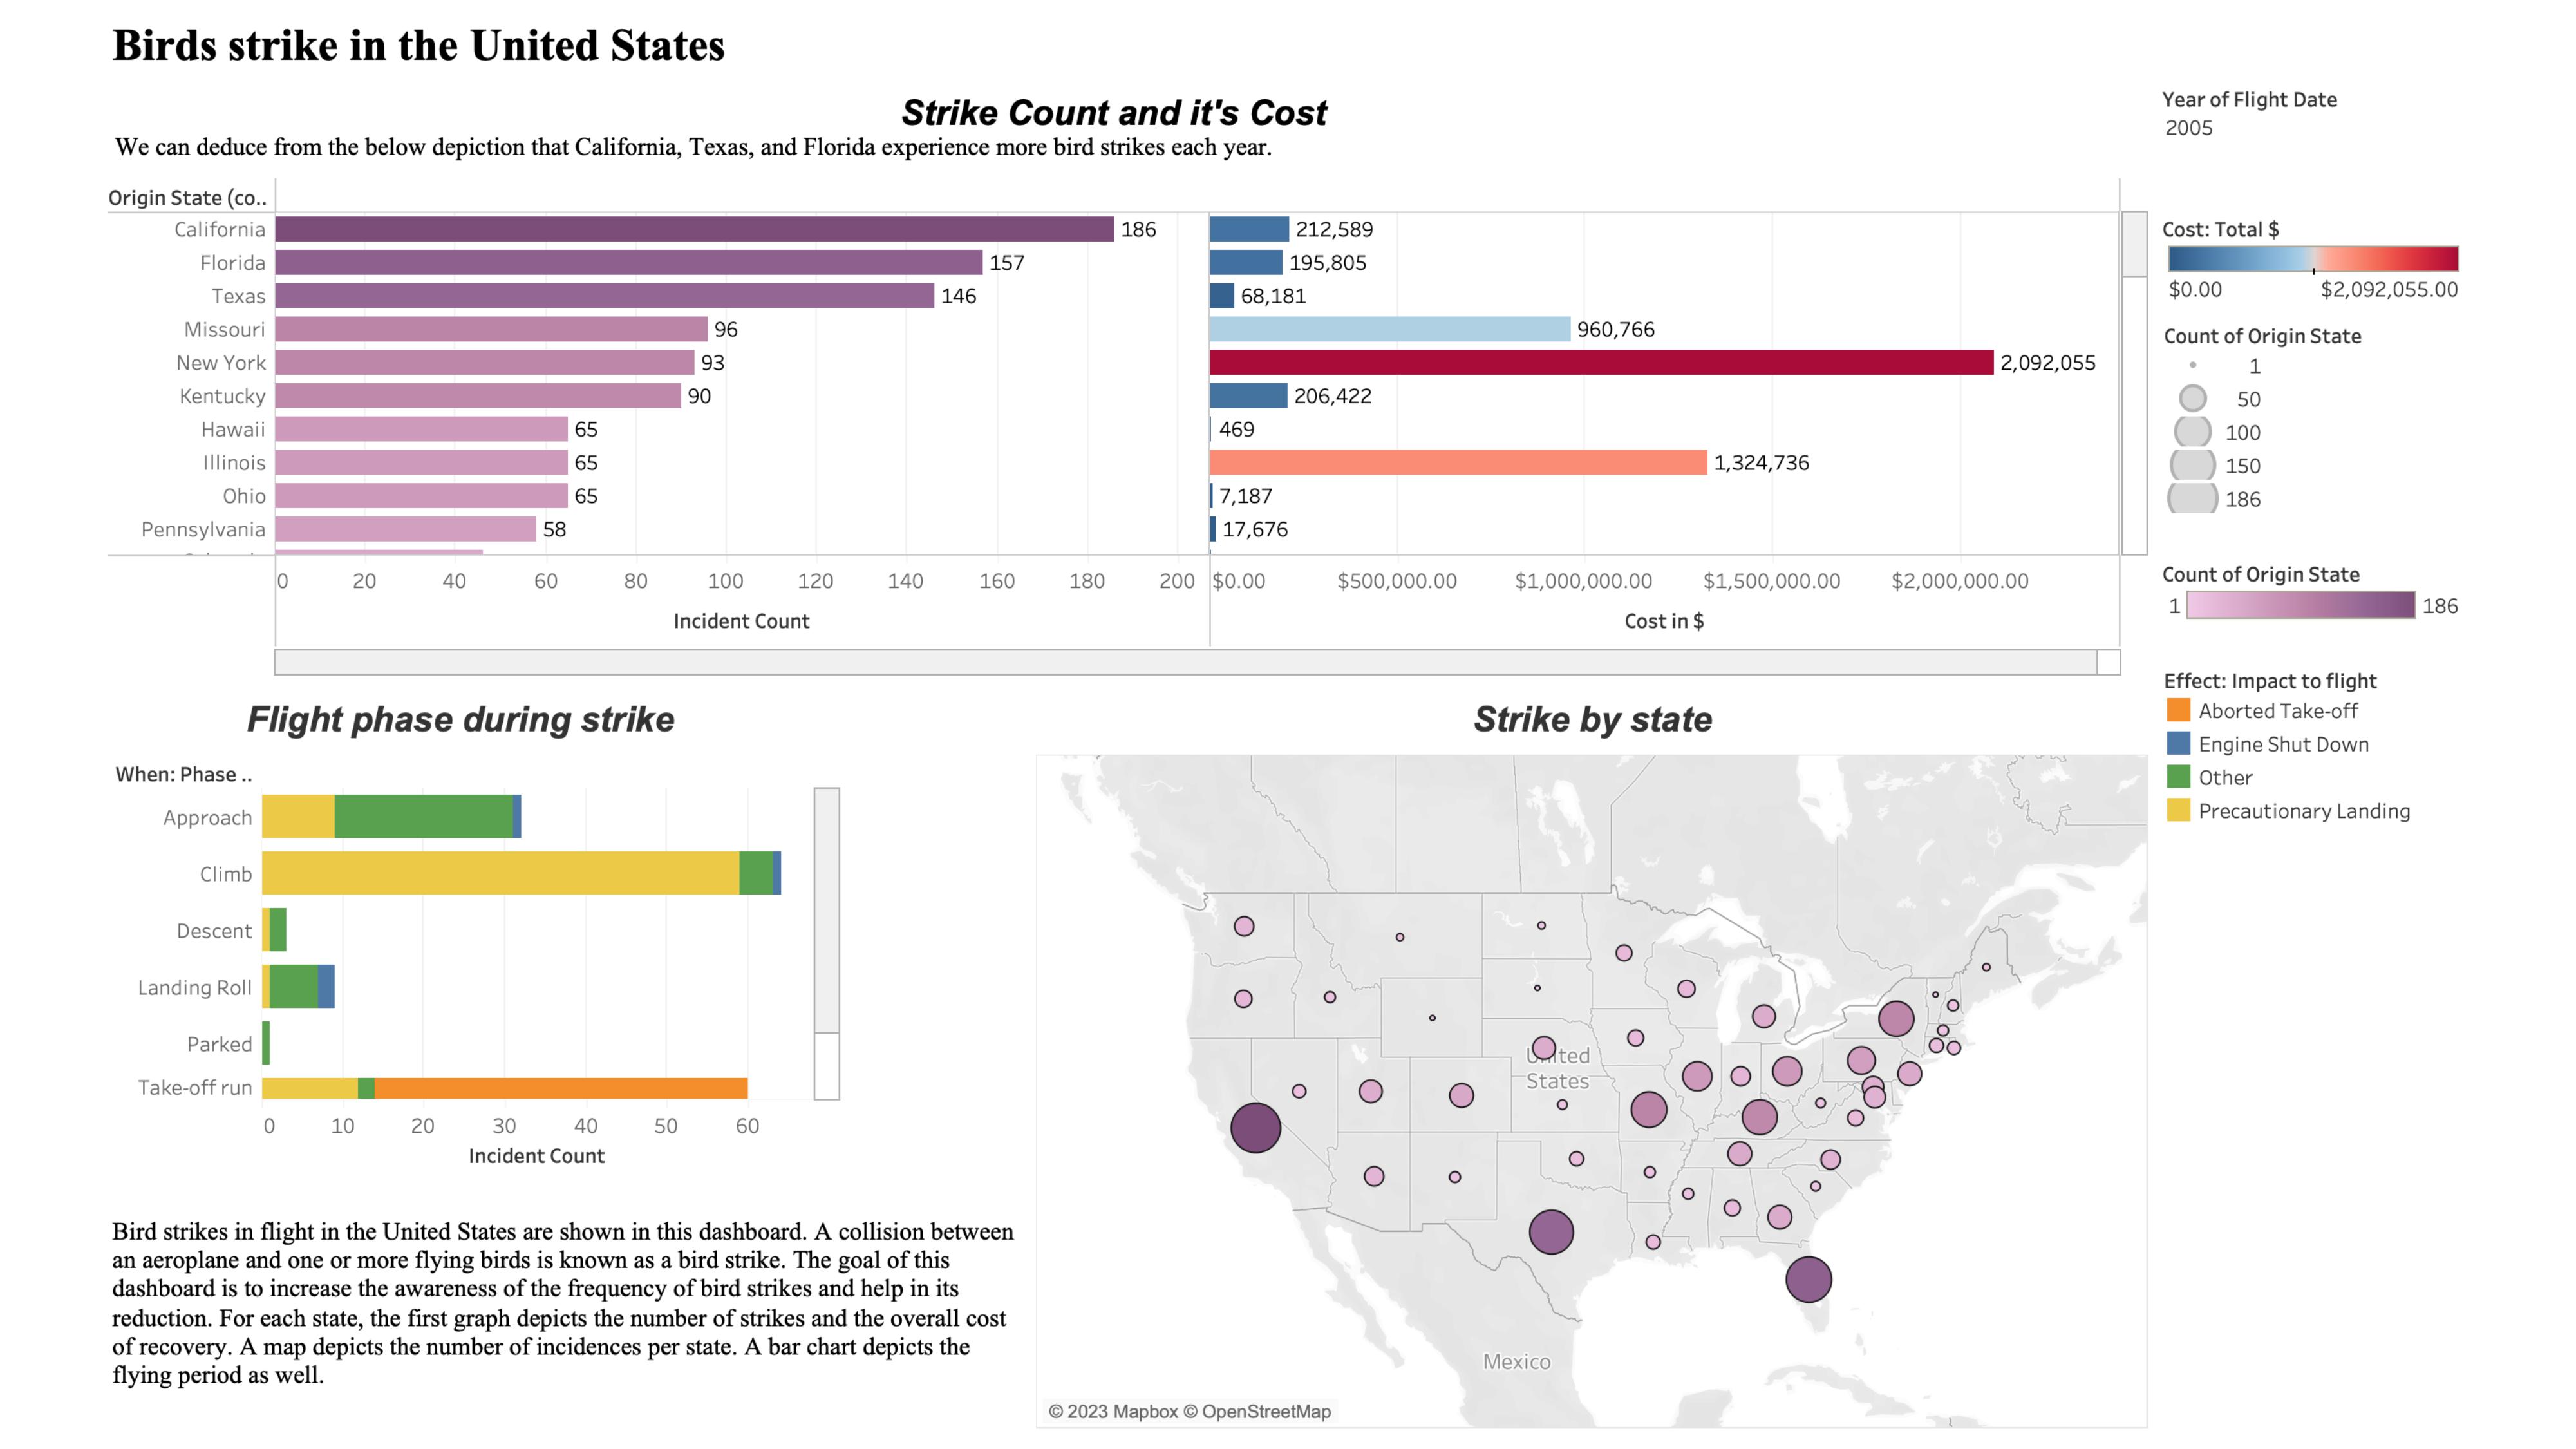 Birds strike in the United States
Strike Count and it's Cost
We can deduce from the below depiction that California, Texas, and Florida experience more bird strikes each year.
Origin State (co..
California 186 212,589
Florida 157 195,805
Texas 146 68,181
Missouri 96 960,766
New York 93 2,092,055
Kentucky 90 206,422
Hawaii 65 469
Illinois 65 1,324,736
Ohio 65 7,187
Pennsylvania 58 17,676
0 20 40 60 80 100 120 140 160 180 200 $0.00 $500,000.00 $1,000,000.00 $1,500,000.00 $2,000,000.00
Incident Count Cost in $
Year of Flight Date
2005
Cost: Total $
$0.00 $2,092,055.00
Count of Origin State
1
50
100
150
186
Count of Origin State
1 186
Effect: Impact to flight
Aborted Take-off
Engine Shut Down
Other
Precautionary Landing
Flight phase during strike
When: Phase ..
Approach
Climb
Descent
Landing Roll
Parked
Take-off run
0 10 20 30 40 50 60
Incident Count
Bird strikes in flight in the United States are shown in this dashboard. A collision between
an aeroplane and one or more flying birds is known as a bird strike. The goal of this
dashboard is to increase the awareness of the frequency of bird strikes and help in its
reduction. For each state, the first graph depicts the number of strikes and the overall cost
of recovery. A map depicts the number of incidences per state. A bar chart depicts the
flying period as well.
Strike by state
United
States
Mexico
© 2023 Mapbox © OpenStreetMap